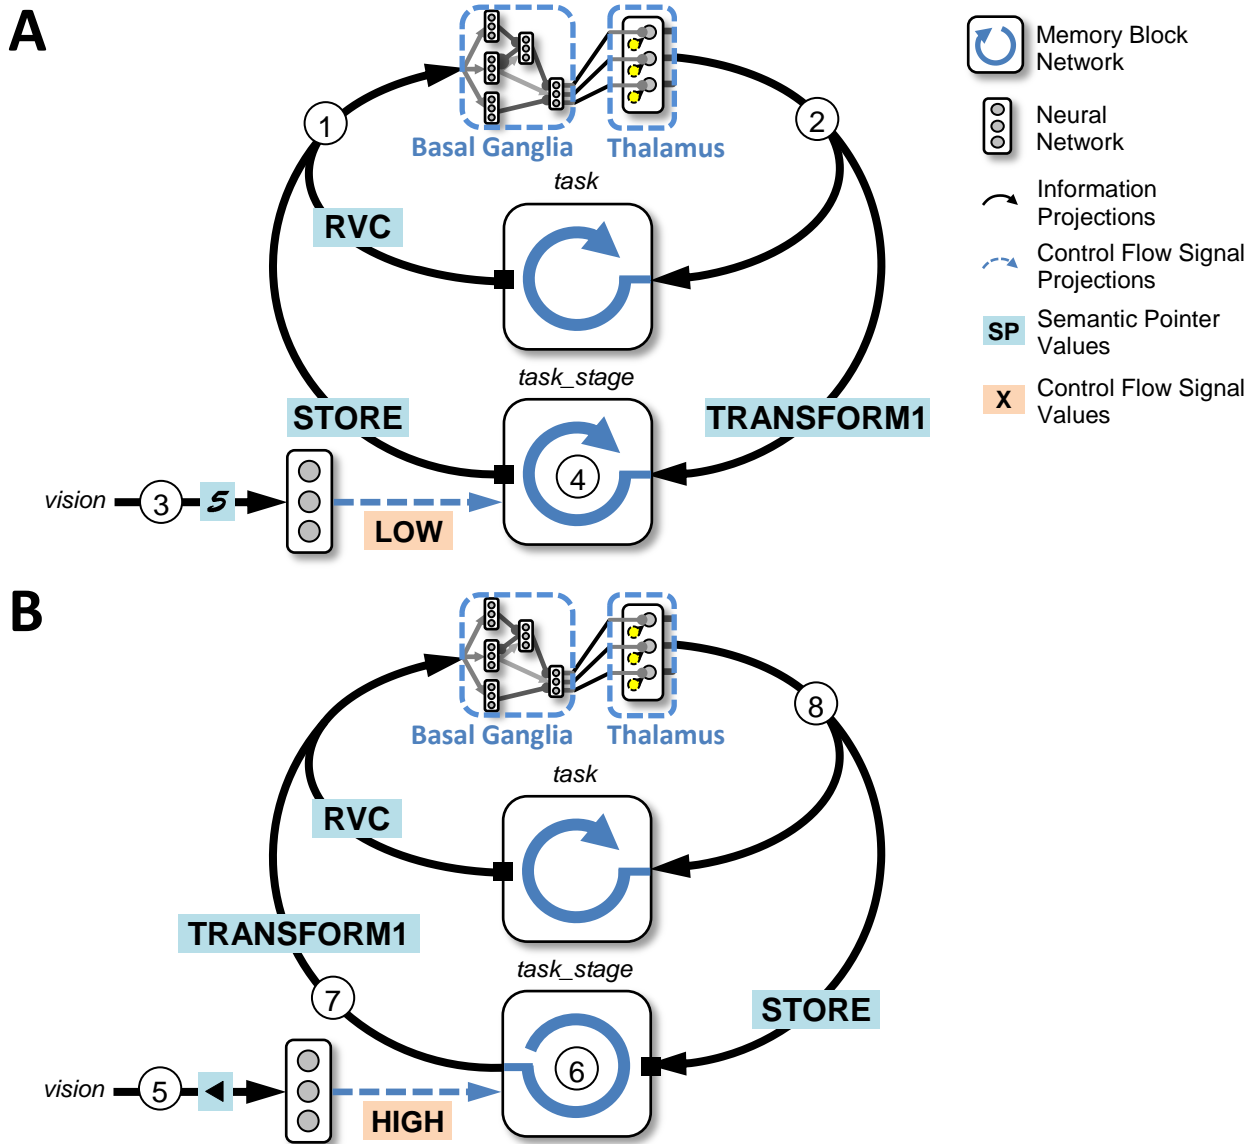 A
Basal Ganglia
Thalamus
1
2
task
RVC
task_stage
STORE
TRANSFORM1
vision
3
5
4
LOW
Memory Block
Network
Neural
Network
Information
Projections
Control Flow Signal
Projections
SP
Semantic Pointer
Values
X
Control Flow Signal
Values
B
Basal Ganglia
Thalamus
8
task
RVC
TRANSFORM1
task_stage
7
STORE
vision
5
6
HIGH